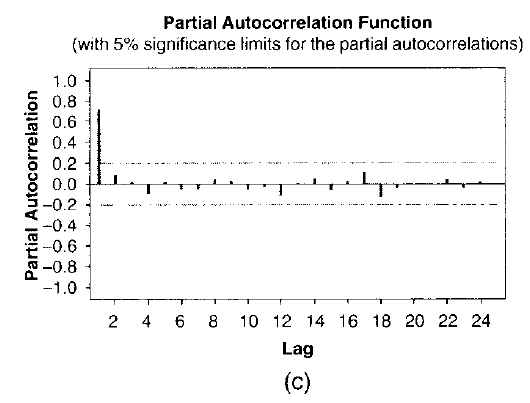 Partial Autocorrelation Function
(with 5% significance limits for the partial autocorrelations)
Partial Autocorrelation
1.0
0.8
0.6
0.4
0.2
0.0
−0.2
−0.4
−0.6
−0.8
−1.0
2 4 6 8 10 12 14 16 18 20 22 24
Lag
(c)